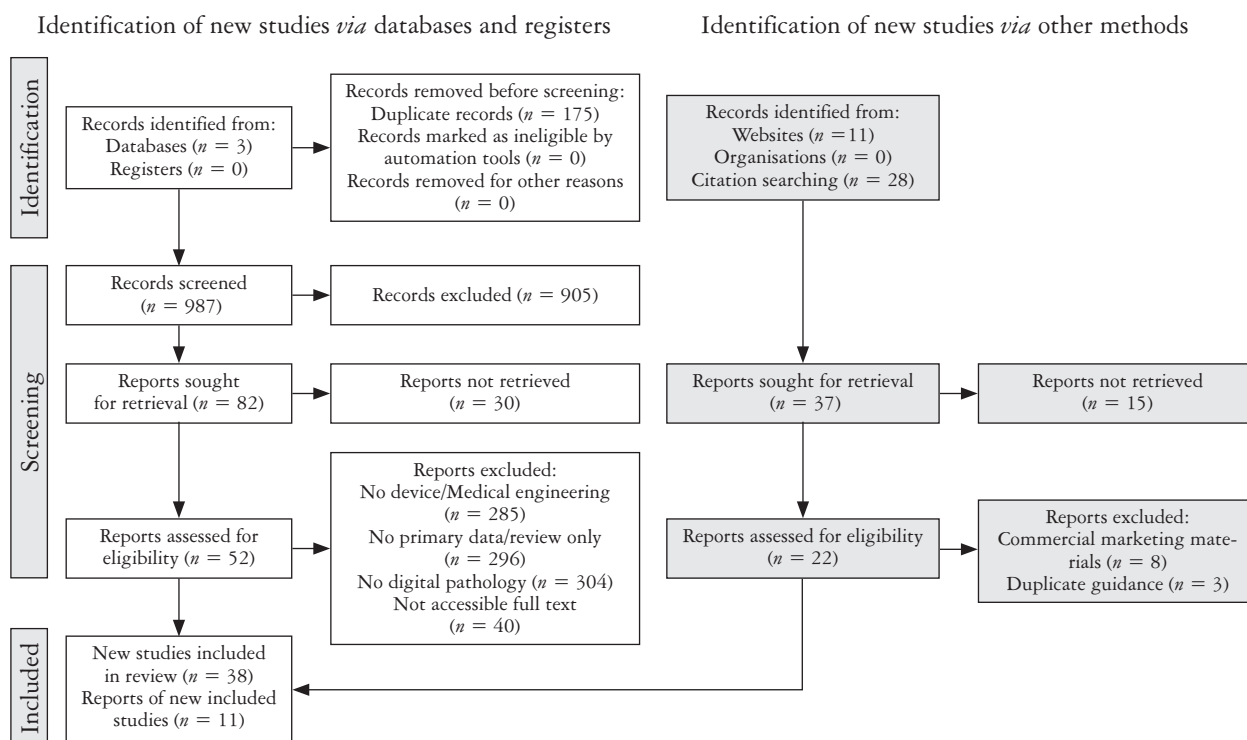 Identification of new studies via databases and registers
Identification of new studies via other methods
Identification
Records identified from:
Databases (n = 3)
Registers (n = 0)
Records removed before screening:
Duplicate records (n = 175)
Records marked as ineligible by
automation tools (n = 0)
Records removed for other reasons
(n = 0)
Records identified from:
Websites (n =11)
Organisations (n = 0)
Citation searching (n = 28)
Screening
Records screened
(n = 987)
Records excluded (n = 905)
Reports sought
for retrieval (n = 82)
Reports not retrieved
(n = 30)
Reports sought for retrieval
(n = 37)
Reports not retrieved
(n = 15)
Reports assessed for
eligibility (n = 52)
Reports excluded:
No device/Medical engineering
(n = 285)
No primary data/review only
(n = 296)
No digital pathology (n = 304)
Not accessible full text
(n = 40)
Reports assessed for eligibility
(n = 22)
Reports excluded:
Commercial marketing mate-
rials (n = 8)
Duplicate guidance (n = 3)
Included
New studies included
in review (n = 38)
Reports of new included
studies (n = 11)